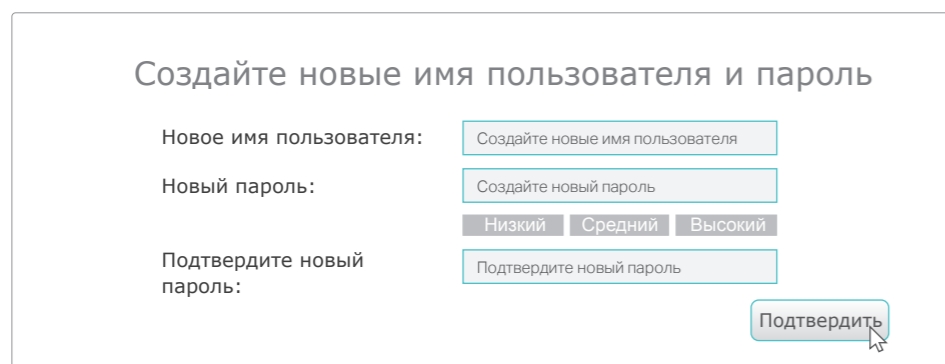 Создайте новые имя пользователя и пароль
Новое имя пользователя: Создайте новые имя пользователя
Новый пароль: Создайте новый пароль
Низкий Средний Высокий
Подтвердите новый пароль: Подтвердите новый пароль
Подтвердить